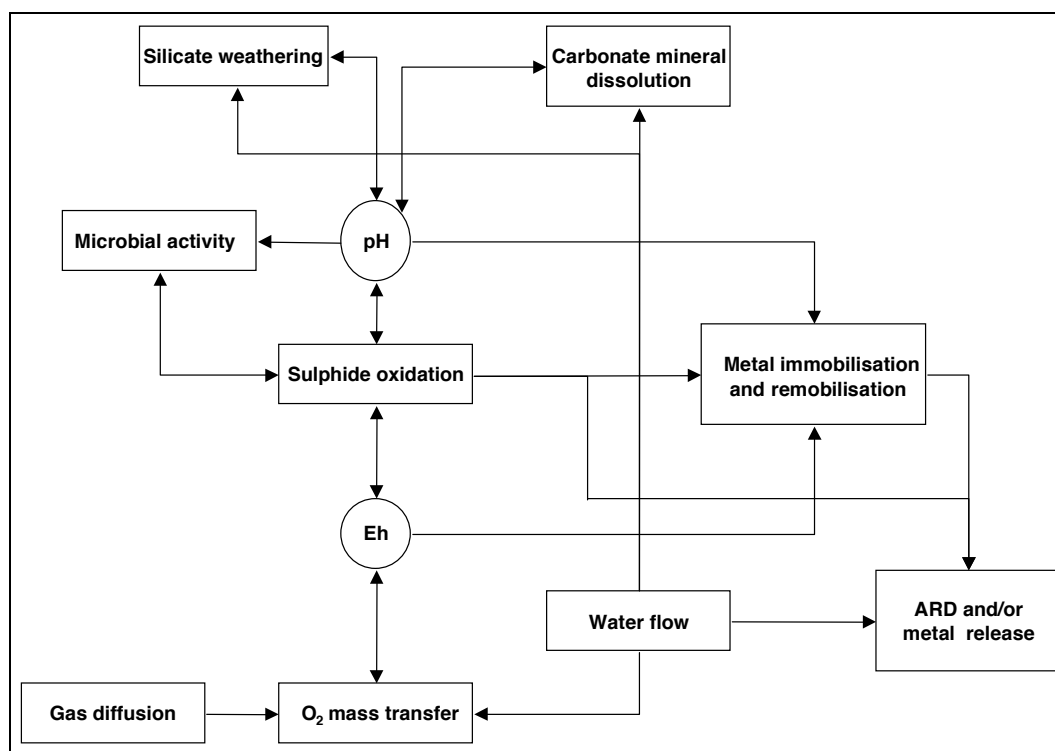 Silicate weathering
Carbonate mineral
dissolution
Microbial activity
pH
Sulphide oxidation
Metal immobilisation
and remobilisation
Eh
Water flow
ARD and/or
metal release
Gas diffusion
O₂ mass transfer